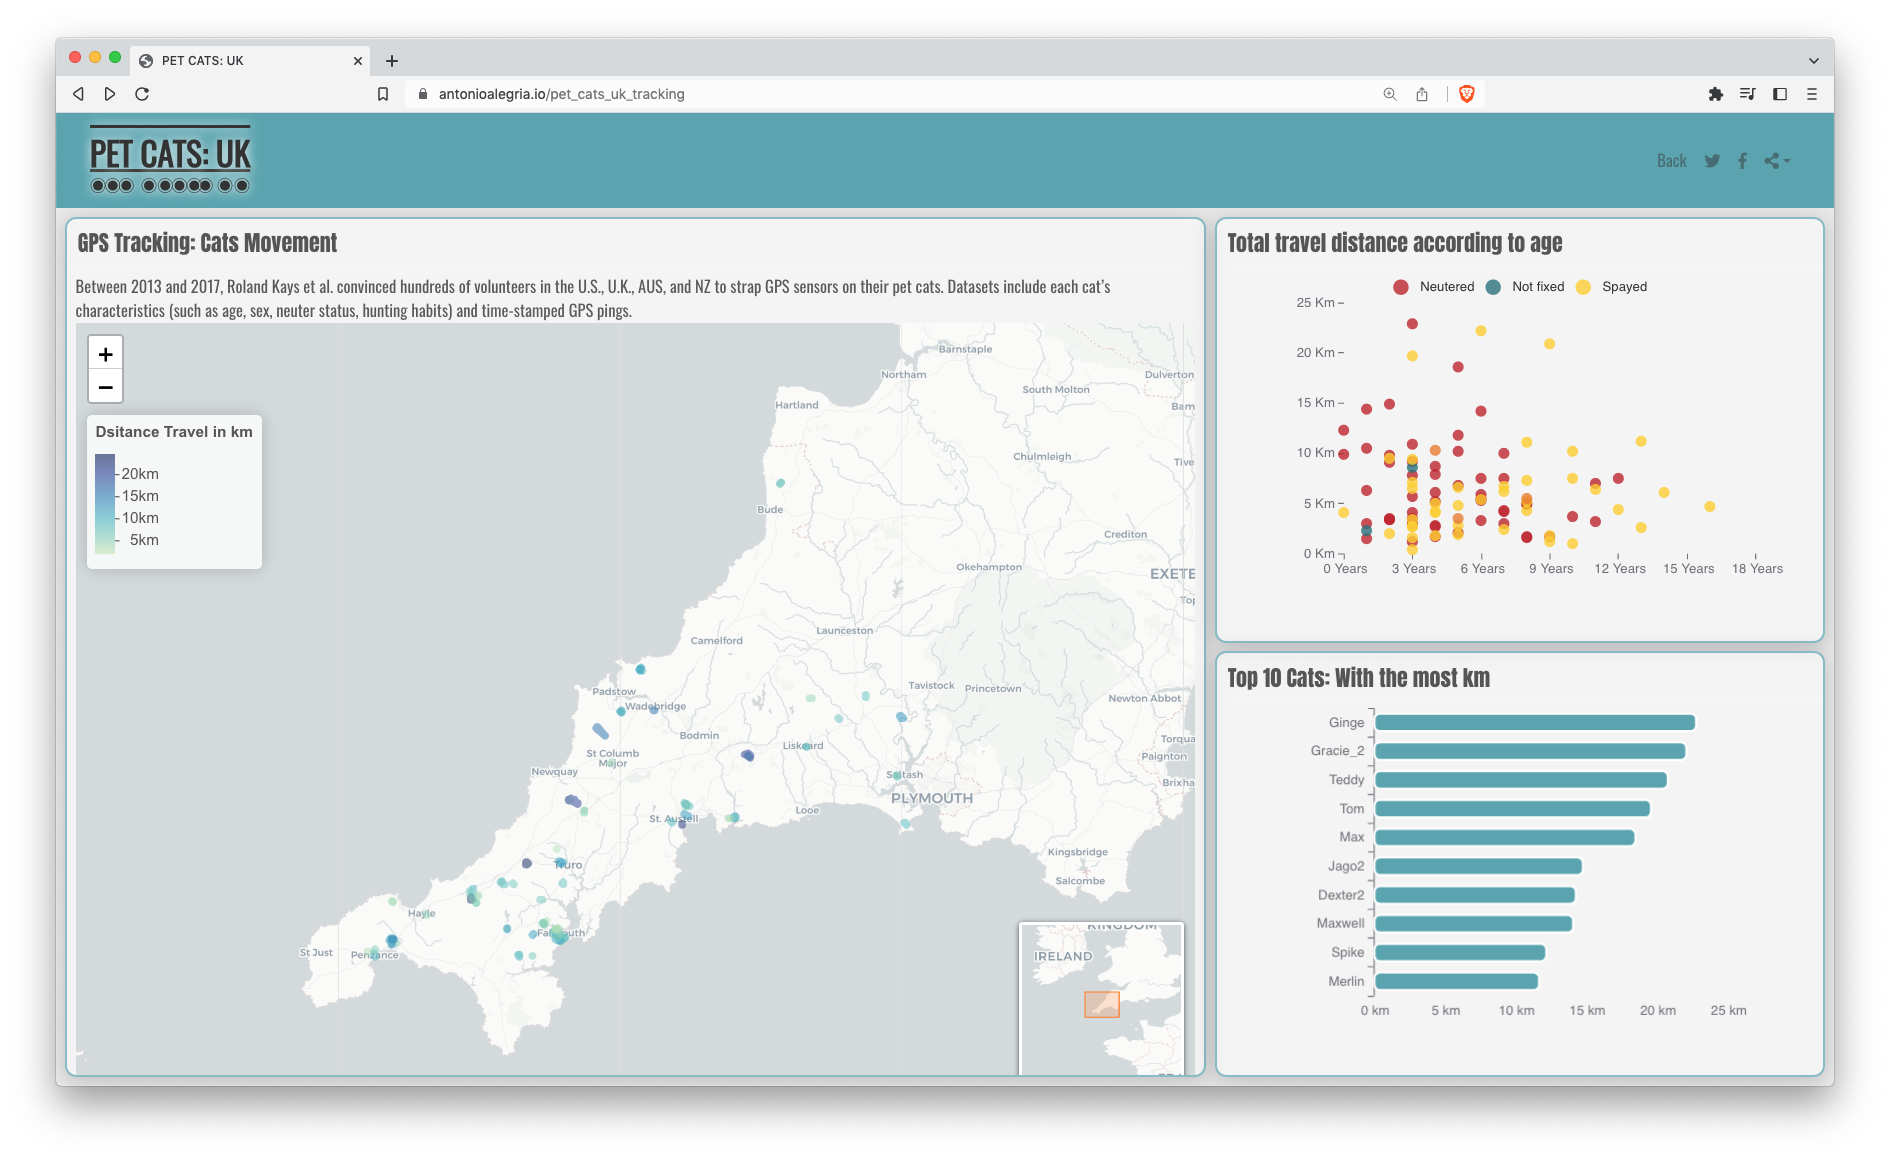 PET CATS: UK
antonioalegria.io/pet_cats_uk_tracking
PET CATS: UK
Back
GPS Tracking: Cats Movement
Between 2013 and 2017, Roland Kays et al. convinced hundreds of volunteers in the U.S., U.K., AUS, and NZ to strap GPS sensors on their pet cats. Datasets include each cat's
characteristics (such as age, sex, neuter status, hunting habits) and time-stamped GPS pings.
+
−
Dsitance Travel in km
20km
15km
10km
5km
Barnstaple
Northam
Dulverton
South Molton
Hartland
Bam
Chulmleigh
Tive
Bude
Crediton
Okehampton
EXETE
Top
Launceston
Camelford
Tavistock
Princetown
Padstow
Newton Abbot
Wadebridge
Bodmin
Torqua
St Columb
Major
Liskeard
Paignton
Newquay
Saltash
Brixha
PLYMOUTH
Looe
St. Austell
Kingsbridge
Truro
Salcombe
Hayle
Falmouth
St Just
Penzance
KINGDOM
IRELAND
Total travel distance according to age
Neutered
Not fixed
Spayed
25 Km
20 Km
15 Km
10 Km
5 Km
0 Km
0 Years
3 Years
6 Years
9 Years
12 Years
15 Years
18 Years
Top 10 Cats: With the most km
Ginge
Gracie_2
Teddy
Tom
Max
Jago2
Dexter2
Maxwell
Spike
Merlin
0 km
5 km
10 km
15 km
20 km
25 km